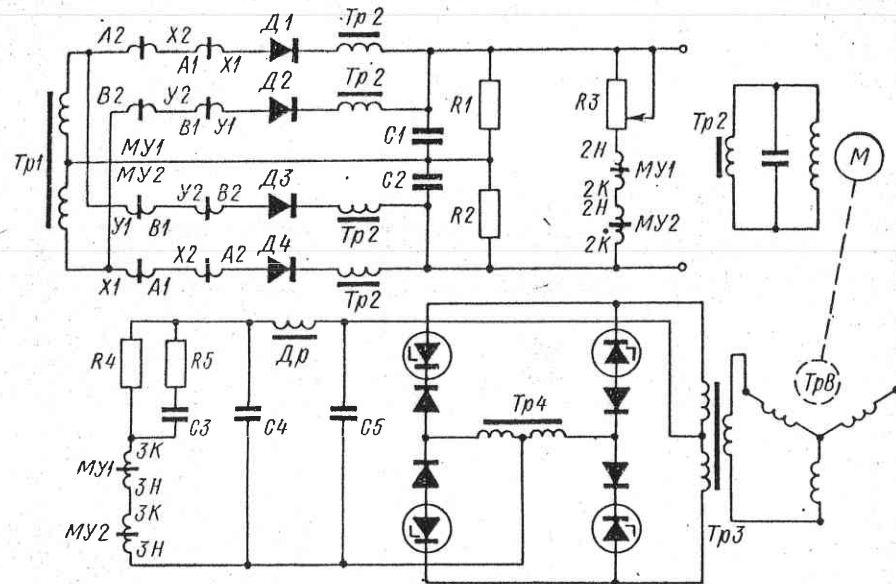 А2 Х2 А1 Х1 Д1 Тр2
В2 У2 В1 У1 Д2 Тр2
Тр1
МУ1
МУ2
С1
С2
R1
R2
R3
2Н
МУ1
2К
2Н
МУ2
2К
Тр2
М
У1 В1 У2 В2 Д3 Тр2
Х1 А1 Х2 А2 Д4 Тр2
R4
R5
С3
С4
Др
С5
Тр4
ТрВ
Тр3
МУ1
3К
3Н
МУ2
3К
3Н